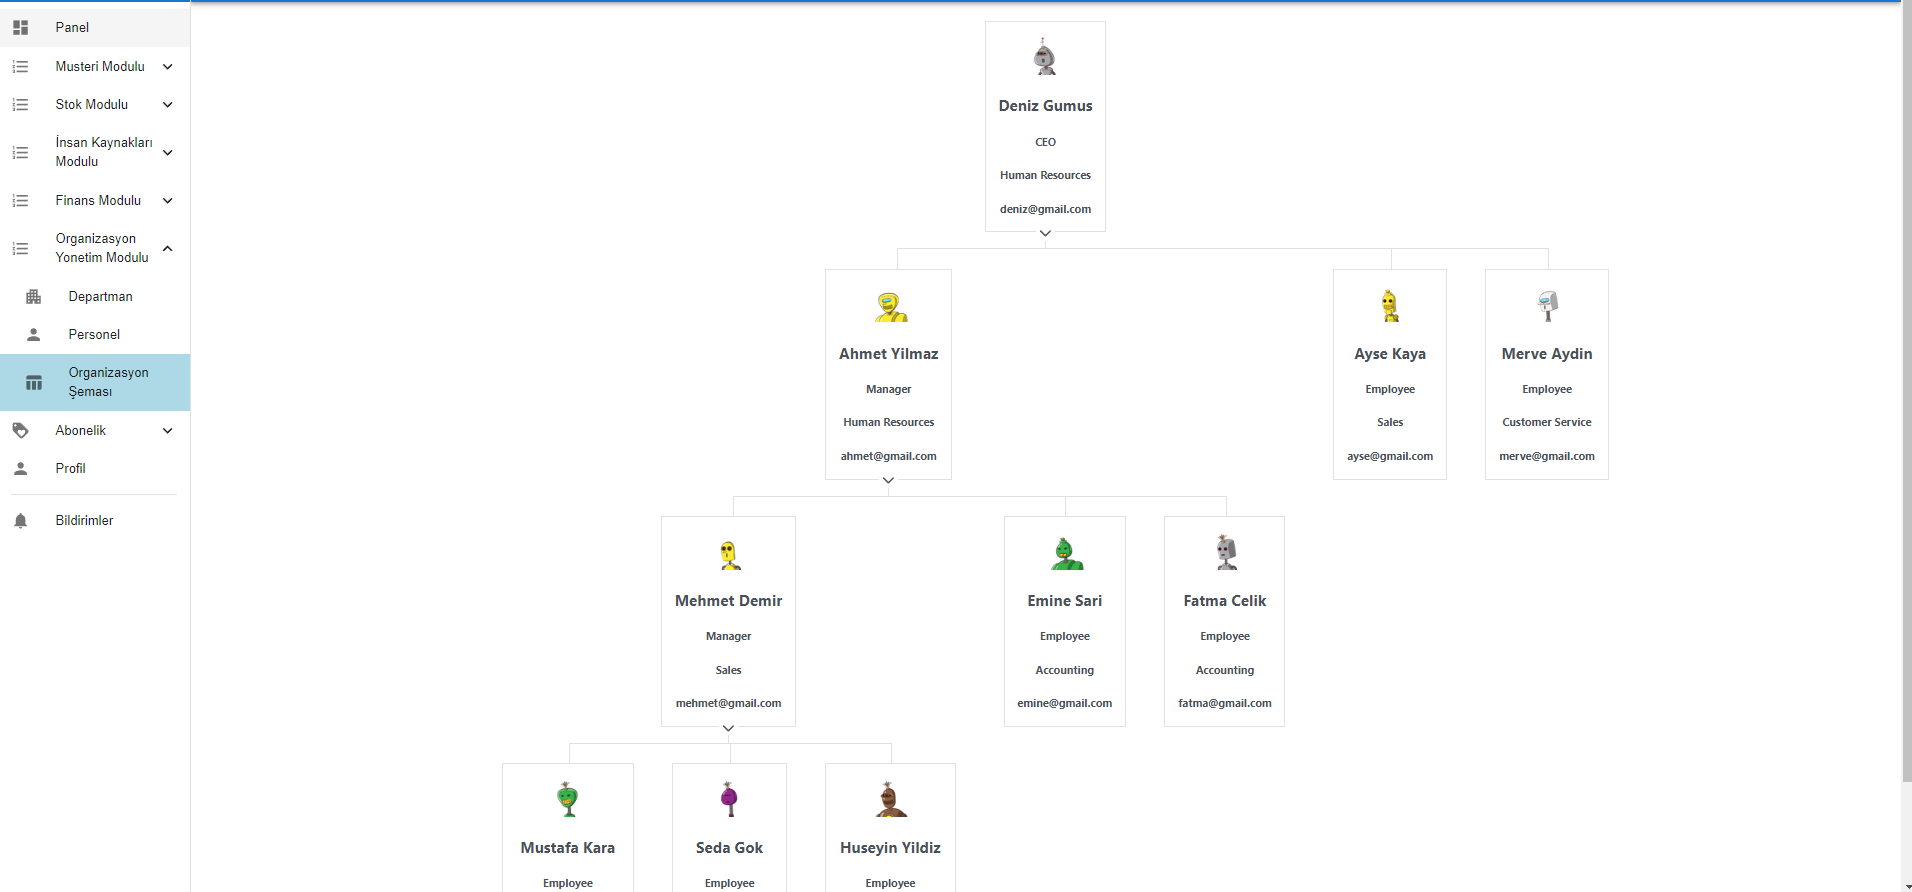 Panel
Musteri Modulu
Stok Modulu
İnsan Kaynakları
Modulu
Finans Modulu
Organizasyon
Yonetim Modulu
Departman
Personel
Organizasyon
Şeması
Abonelik
Profil
Bildirimler
Deniz Gumus
CEO
Human Resources
deniz@gmail.com
Ahmet Yilmaz
Manager
Human Resources
ahmet@gmail.com
Ayse Kaya
Employee
Sales
ayse@gmail.com
Merve Aydin
Employee
Customer Service
merve@gmail.com
Mehmet Demir
Manager
Sales
mehmet@gmail.com
Emine Sari
Employee
Accounting
emine@gmail.com
Fatma Celik
Employee
Accounting
fatma@gmail.com
Mustafa Kara
Employee
Seda Gok
Employee
Huseyin Yildiz
Employee